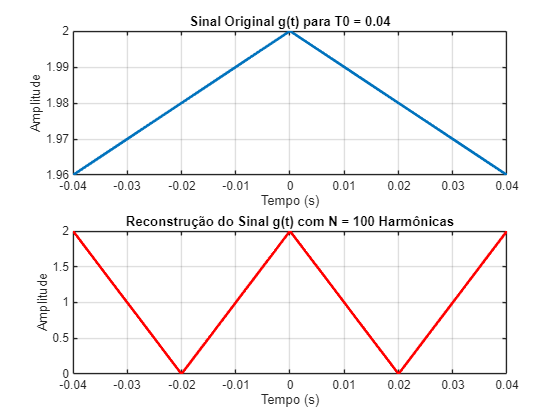 Sinal Original g(t) para T0 = 0.04
2
1.99
1.98
1.97
1.96
Amplitude
-0.04 -0.03 -0.02 -0.01 0 0.01 0.02 0.03 0.04
Tempo (s)
Reconstrução do Sinal g(t) com N = 100 Harmônicas
2
1.5
1
0.5
0
Amplitude
-0.04 -0.03 -0.02 -0.01 0 0.01 0.02 0.03 0.04
Tempo (s)